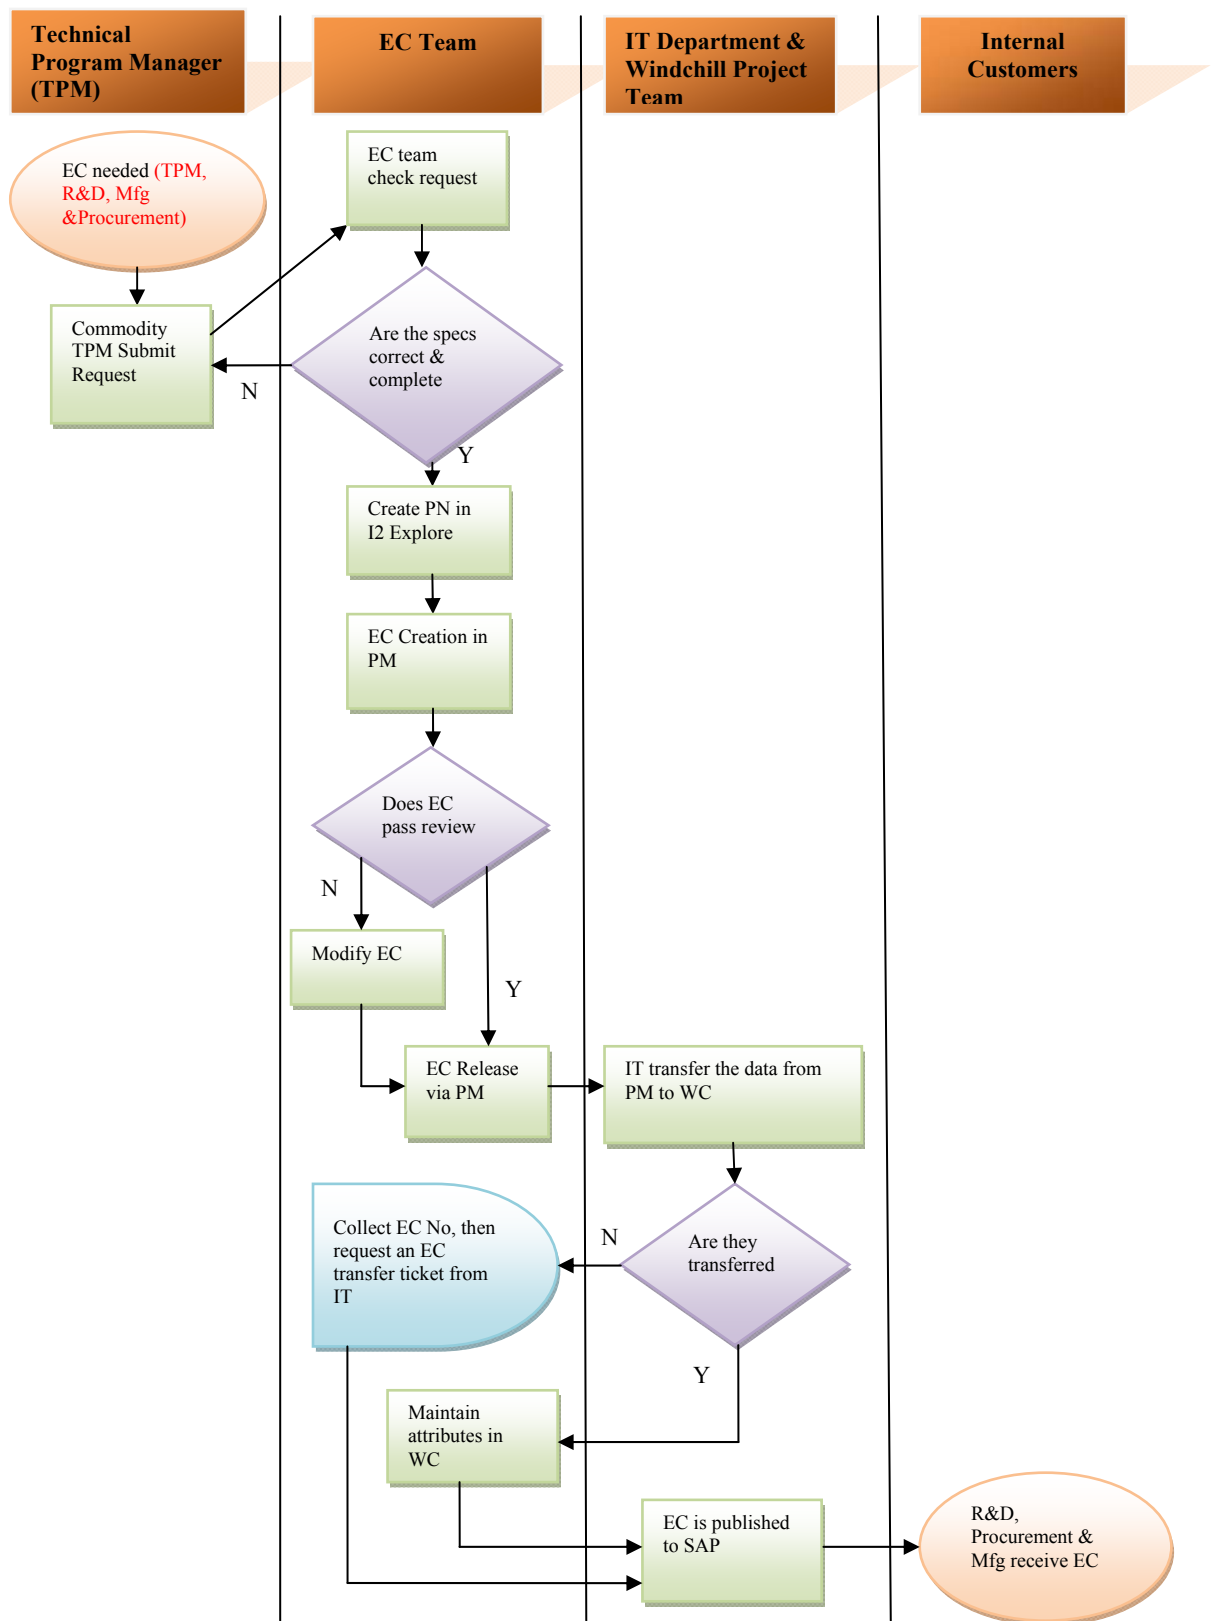 Technical
Program Manager
(TPM)
EC Team
IT Department &
Windchill Project
Team
Internal
Customers
EC needed (TPM,
R&D, Mfg
&Procurement)
EC team
check request
Commodity
TPM Submit
Request
Are the specs
correct &
complete
N
Y
Create PN in
I2 Explore
EC Creation in
PM
Does EC
pass review
N
Modify EC
Y
EC Release
via PM
IT transfer the data from
PM to WC
Collect EC No, then
request an EC
transfer ticket from
IT
N
Are they
transferred
Y
Maintain
attributes in
WC
EC is published
to SAP
R&D,
Procurement &
Mfg receive EC